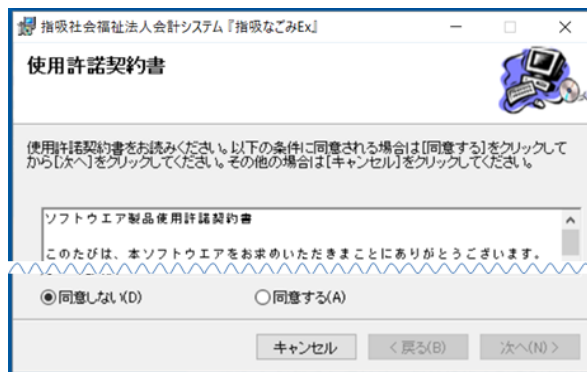 指吸社会福祉法人会計システム『指吸なごみEx』
使用許諾契約書
使用許諾契約書をお読みください。以下の条件に同意される場合は[同意する]をクリックして
から[次へ]をクリックしてください。その他の場合は[キャンセル]をクリックしてください。
ソフトウエア製品使用許諾契約書
このたびは、本ソフトウエアをお求めいただきまことにありがとうございます。
同意しない(D) 同意する(A)
キャンセル < 戻る(B) 次へ(N) >